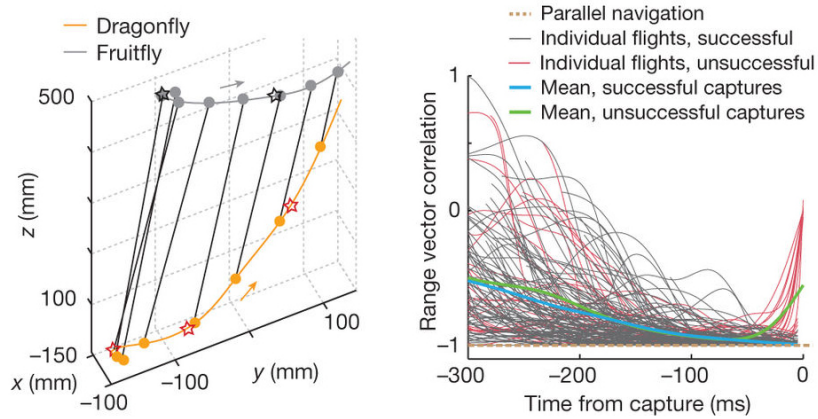 Dragonfly
Fruitfly
500
z (mm)
100
−150
x (mm)
−100
−100
y (mm)
100
Parallel navigation
Individual flights, successful
Individual flights, unsuccessful
Mean, successful captures
Mean, unsuccessful captures
1
0
−1
Range vector correlation
−300
−200
−100
0
Time from capture (ms)